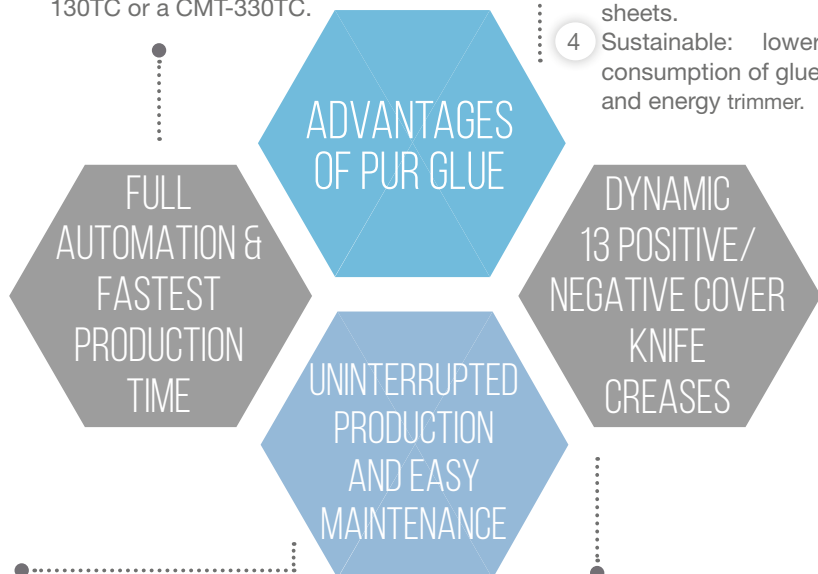 130TC or a CMT-330TC.
sheets.
4 Sustainable: lower
consumption of glue
and energy trimmer.
ADVANTAGES
OF PUR GLUE
FULL
AUTOMATION &
FASTEST
PRODUCTION
TIME
DYNAMIC
13 POSITIVE/
NEGATIVE COVER
KNIFE
CREASES
UNINTERRUPTED
PRODUCTION
AND EASY
MAINTENANCE